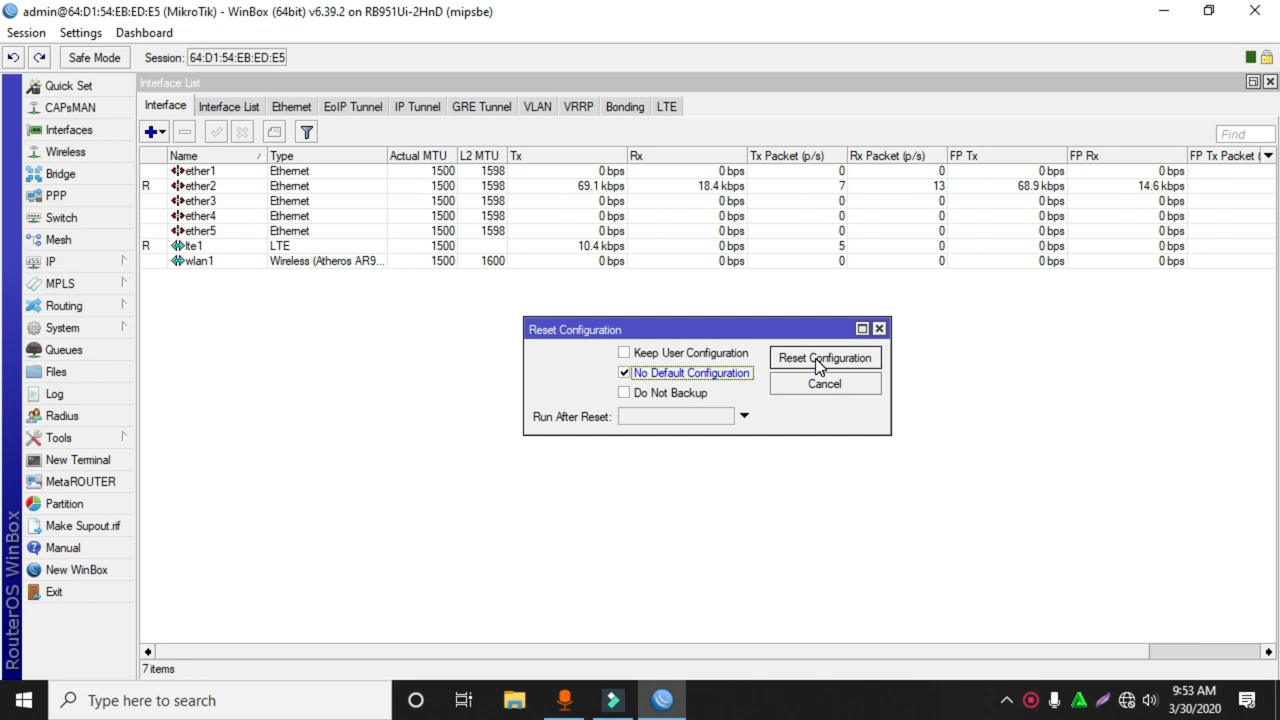 admin@64:D1:54:EB:ED:E5 (MikroTik) - WinBox (64bit) v6.39.2 on RB951Ui-2HnD (mipsbe)
Session Settings Dashboard
Safe Mode Session: 64:D1:54:EB:ED:E5
Quick Set
CAPsMAN
Interfaces
Wireless
Bridge
PPP
Switch
Mesh
IP
MPLS
Routing
System
Queues
Files
Log
Radius
Tools
New Terminal
MetaROUTER
Partition
Make Supout.rif
Manual
New WinBox
Exit
RouterOS WinBox
Interface List
Interface Interface List Ethernet EoIP Tunnel IP Tunnel GRE Tunnel VLAN VRRP Bonding LTE
Find
Name / Type Actual MTU L2 MTU Tx Rx Tx Packet (p/s) Rx Packet (p/s) FP Tx FP Rx FP Tx Packet (
ether1 Ethernet 1500 1598 0 bps 0 bps 0 0 0 bps 0 bps
R ether2 Ethernet 1500 1598 69.1 kbps 18.4 kbps 7 13 68.9 kbps 14.6 kbps
ether3 Ethernet 1500 1598 0 bps 0 bps 0 0 0 bps 0 bps
ether4 Ethernet 1500 1598 0 bps 0 bps 0 0 0 bps 0 bps
ether5 Ethernet 1500 1598 0 bps 0 bps 0 0 0 bps 0 bps
R lte1 LTE 1500 10.4 kbps 0 bps 5 0 0 bps 0 bps
wlan1 Wireless (Atheros AR9... 1500 1600 0 bps 0 bps 0 0 0 bps 0 bps
Reset Configuration
Keep User Configuration
No Default Configuration
Do Not Backup
Run After Reset:
Reset Configuration
Cancel
7 items
Type here to search
9:53 AM
3/30/2020